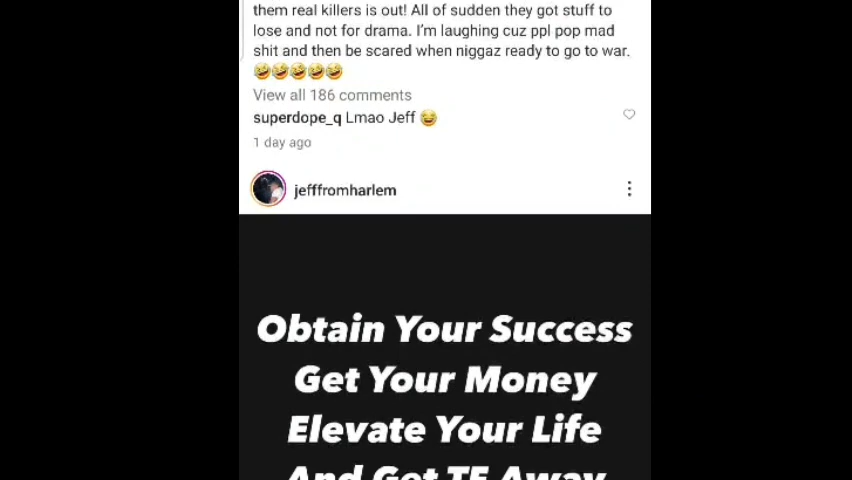 them real killers is out! All of sudden they got stuff to
lose and not for drama. I'm laughing cuz ppl pop mad
shit and then be scared when niggaz ready to go to war.
🤣🤣🤣🤣🤣
View all 186 comments
superdope_q Lmao Jeff 😂
1 day ago
jefffromharlem
Obtain Your Success
Get Your Money
Elevate Your Life
And Get TF Away